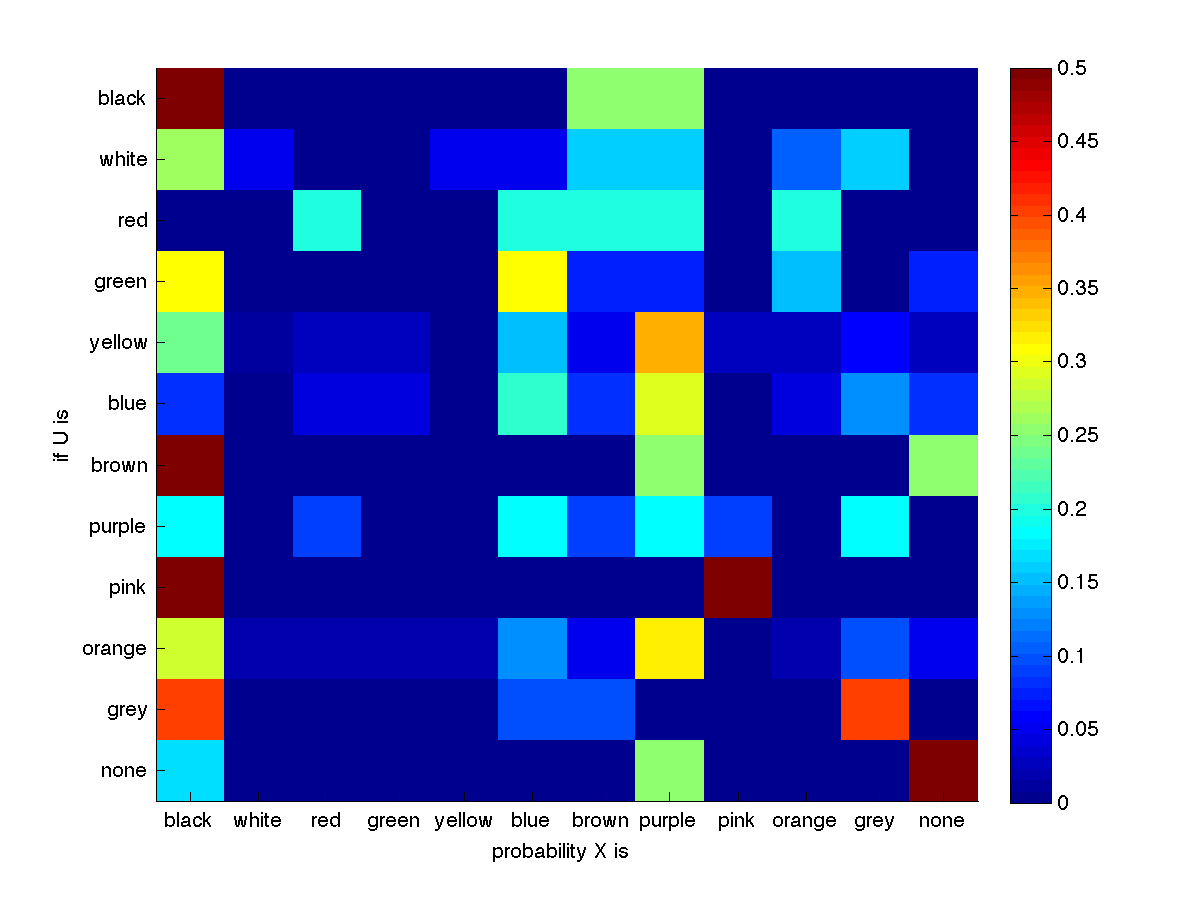 black
white
red
green
yellow
blue
brown
purple
pink
orange
grey
none
if U is
black white red green yellow blue brown purple pink orange grey none
probability X is
0.5
0.45
0.4
0.35
0.3
0.25
0.2
0.15
0.1
0.05
0